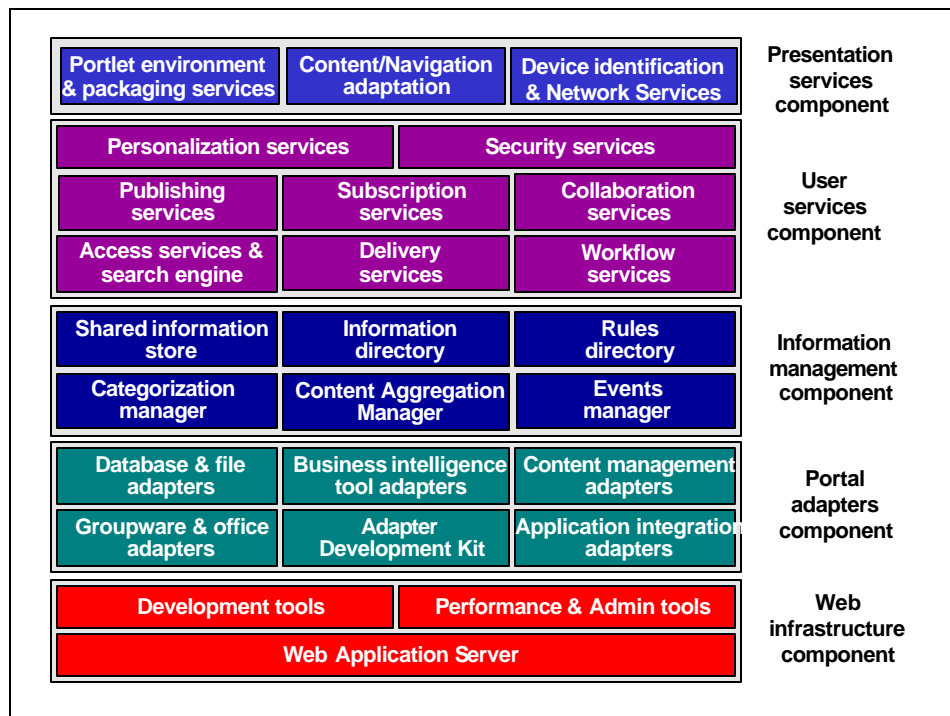 Portlet environment
& packaging services
Content/Navigation
adaptation
Device identification
& Network Services
Presentation
services
component
Personalization services
Security services
Publishing
services
Subscription
services
Collaboration
services
Access services &
search engine
Delivery
services
Workflow
services
User
services
component
Shared information
store
Information
directory
Rules
directory
Categorization
manager
Content Aggregation
Manager
Events
manager
Information
management
component
Database & file
adapters
Business intelligence
tool adapters
Content management
adapters
Groupware & office
adapters
Adapter
Development Kit
Application integration
adapters
Portal
adapters
component
Development tools
Performance & Admin tools
Web Application Server
Web
infrastructure
component